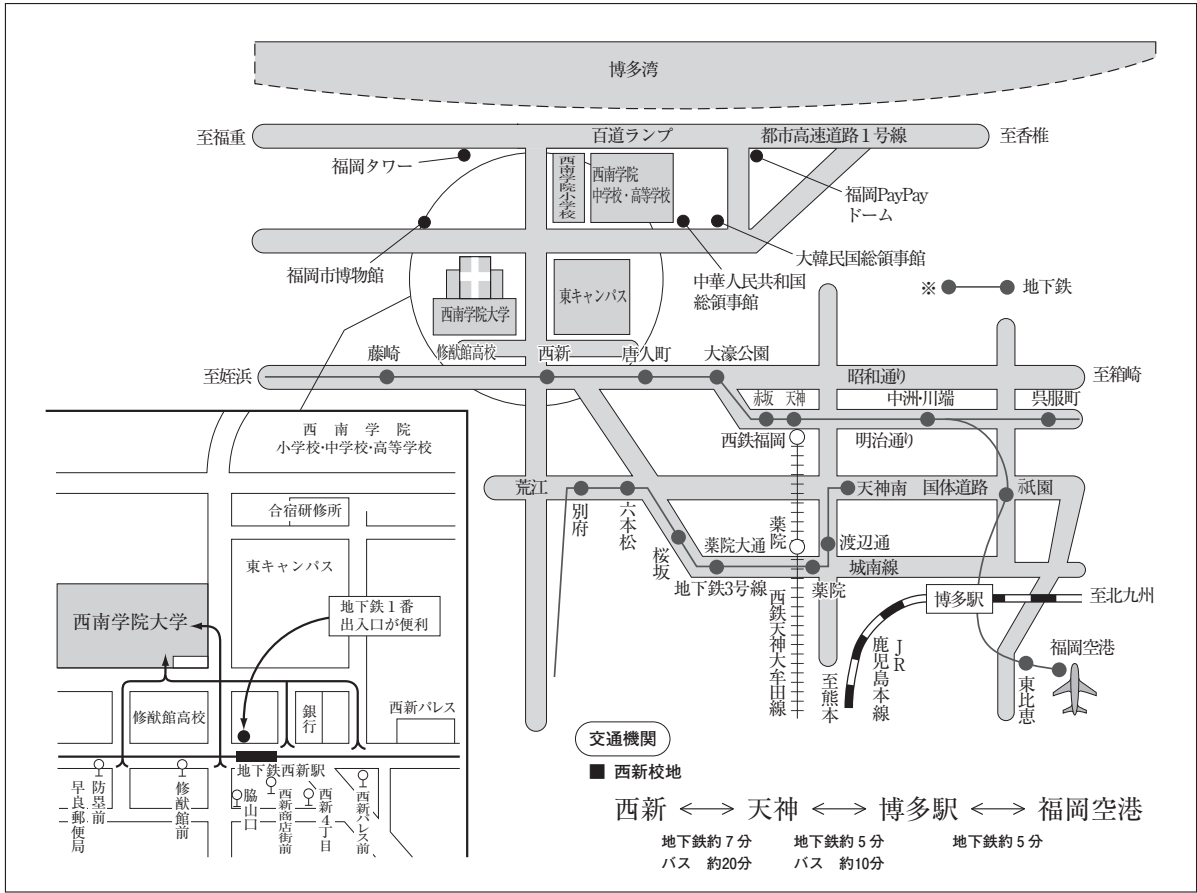 博多湾
至福重
百道ランプ
都市高速道路１号線
至香椎
福岡タワー
西南学院小学校
西南学院
中学校・高等学校
福岡PayPay
ドーム
福岡市博物館
大韓民国総領事館
中華人民共和国
総領事館
東キャンパス
西南学院大学
※
地下鉄
修猷館高校
藤崎
西新
唐人町
大濠公園
至姪浜
昭和通り
至箱崎
赤坂
天神
中洲・川端
呉服町
西鉄福岡
明治通り
荒江
別府
六本松
天神南
国体道路
祇園
桜坂
薬院
薬院大通
渡辺通
地下鉄3号線
薬院
城南線
博多駅
至北九州
西鉄天神大牟田線
至熊本
JR
鹿児島本線
福岡空港
東比恵
西南学院
小学校・中学校・高等学校
合宿研修所
東キャンパス
西南学院大学
地下鉄１番
出入口が便利
修猷館高校
銀行
西新パレス
地下鉄西新駅
早良郵便局
防塁前
修猷館前
脇山口
西新商店街前
西新４丁目
西新パレス前
交通機関
■ 西新校地
西新 ⟷ 天神 ⟷ 博多駅 ⟷ 福岡空港
地下鉄約７分 地下鉄約５分 地下鉄約５分
バス 約20分 バス 約10分